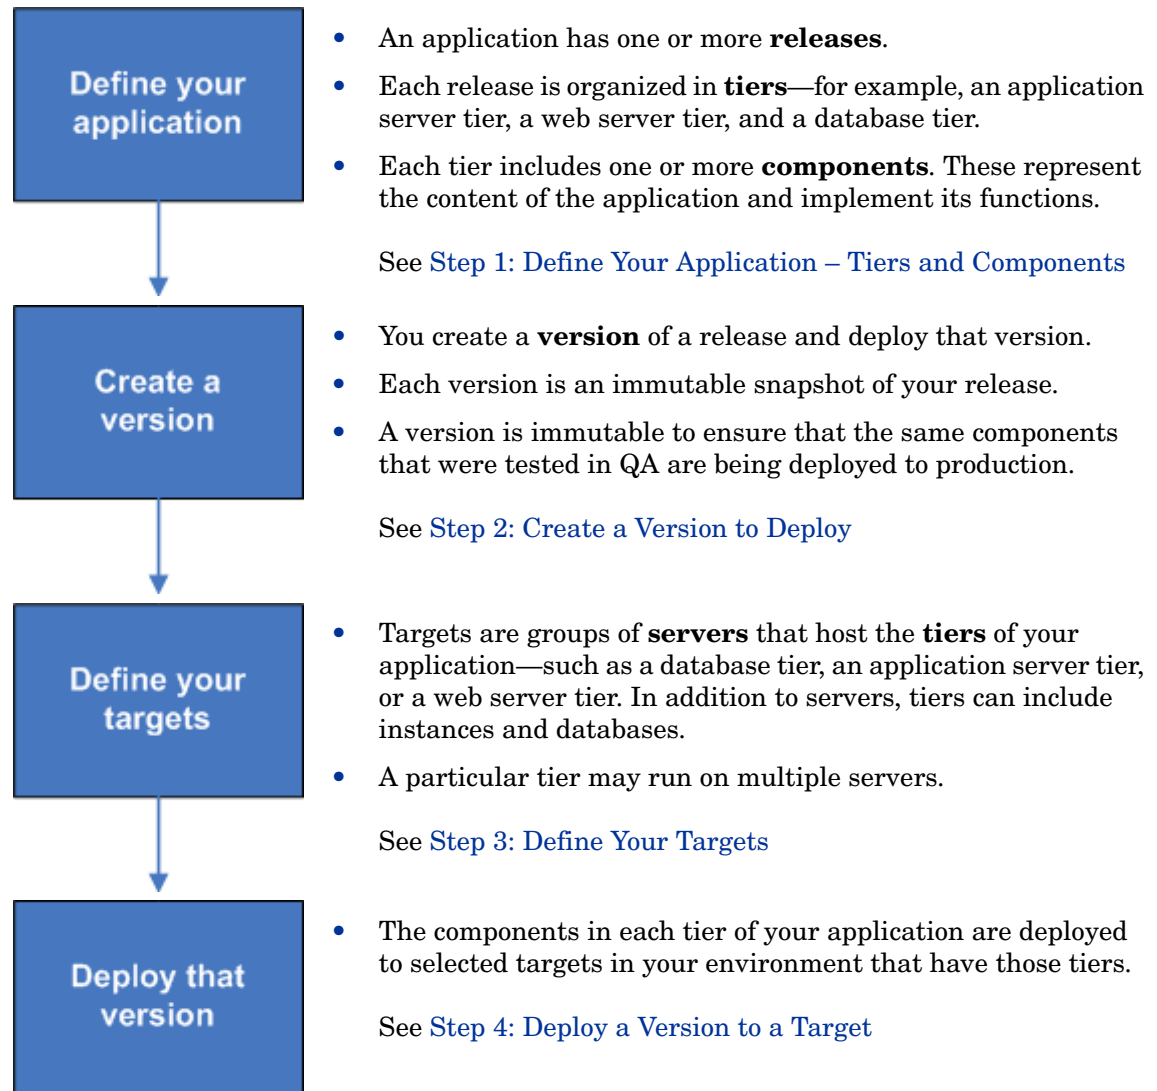 Define your
application
• An application has one or more releases.
• Each release is organized in tiers—for example, an application
server tier, a web server tier, and a database tier.
• Each tier includes one or more components. These represent
the content of the application and implement its functions.
See Step 1: Define Your Application – Tiers and Components
Create a
version
• You create a version of a release and deploy that version.
• Each version is an immutable snapshot of your release.
• A version is immutable to ensure that the same components
that were tested in QA are being deployed to production.
See Step 2: Create a Version to Deploy
Define your
targets
• Targets are groups of servers that host the tiers of your
application—such as a database tier, an application server tier,
or a web server tier. In addition to servers, tiers can include
instances and databases.
• A particular tier may run on multiple servers.
See Step 3: Define Your Targets
Deploy that
version
• The components in each tier of your application are deployed
to selected targets in your environment that have those tiers.
See Step 4: Deploy a Version to a Target